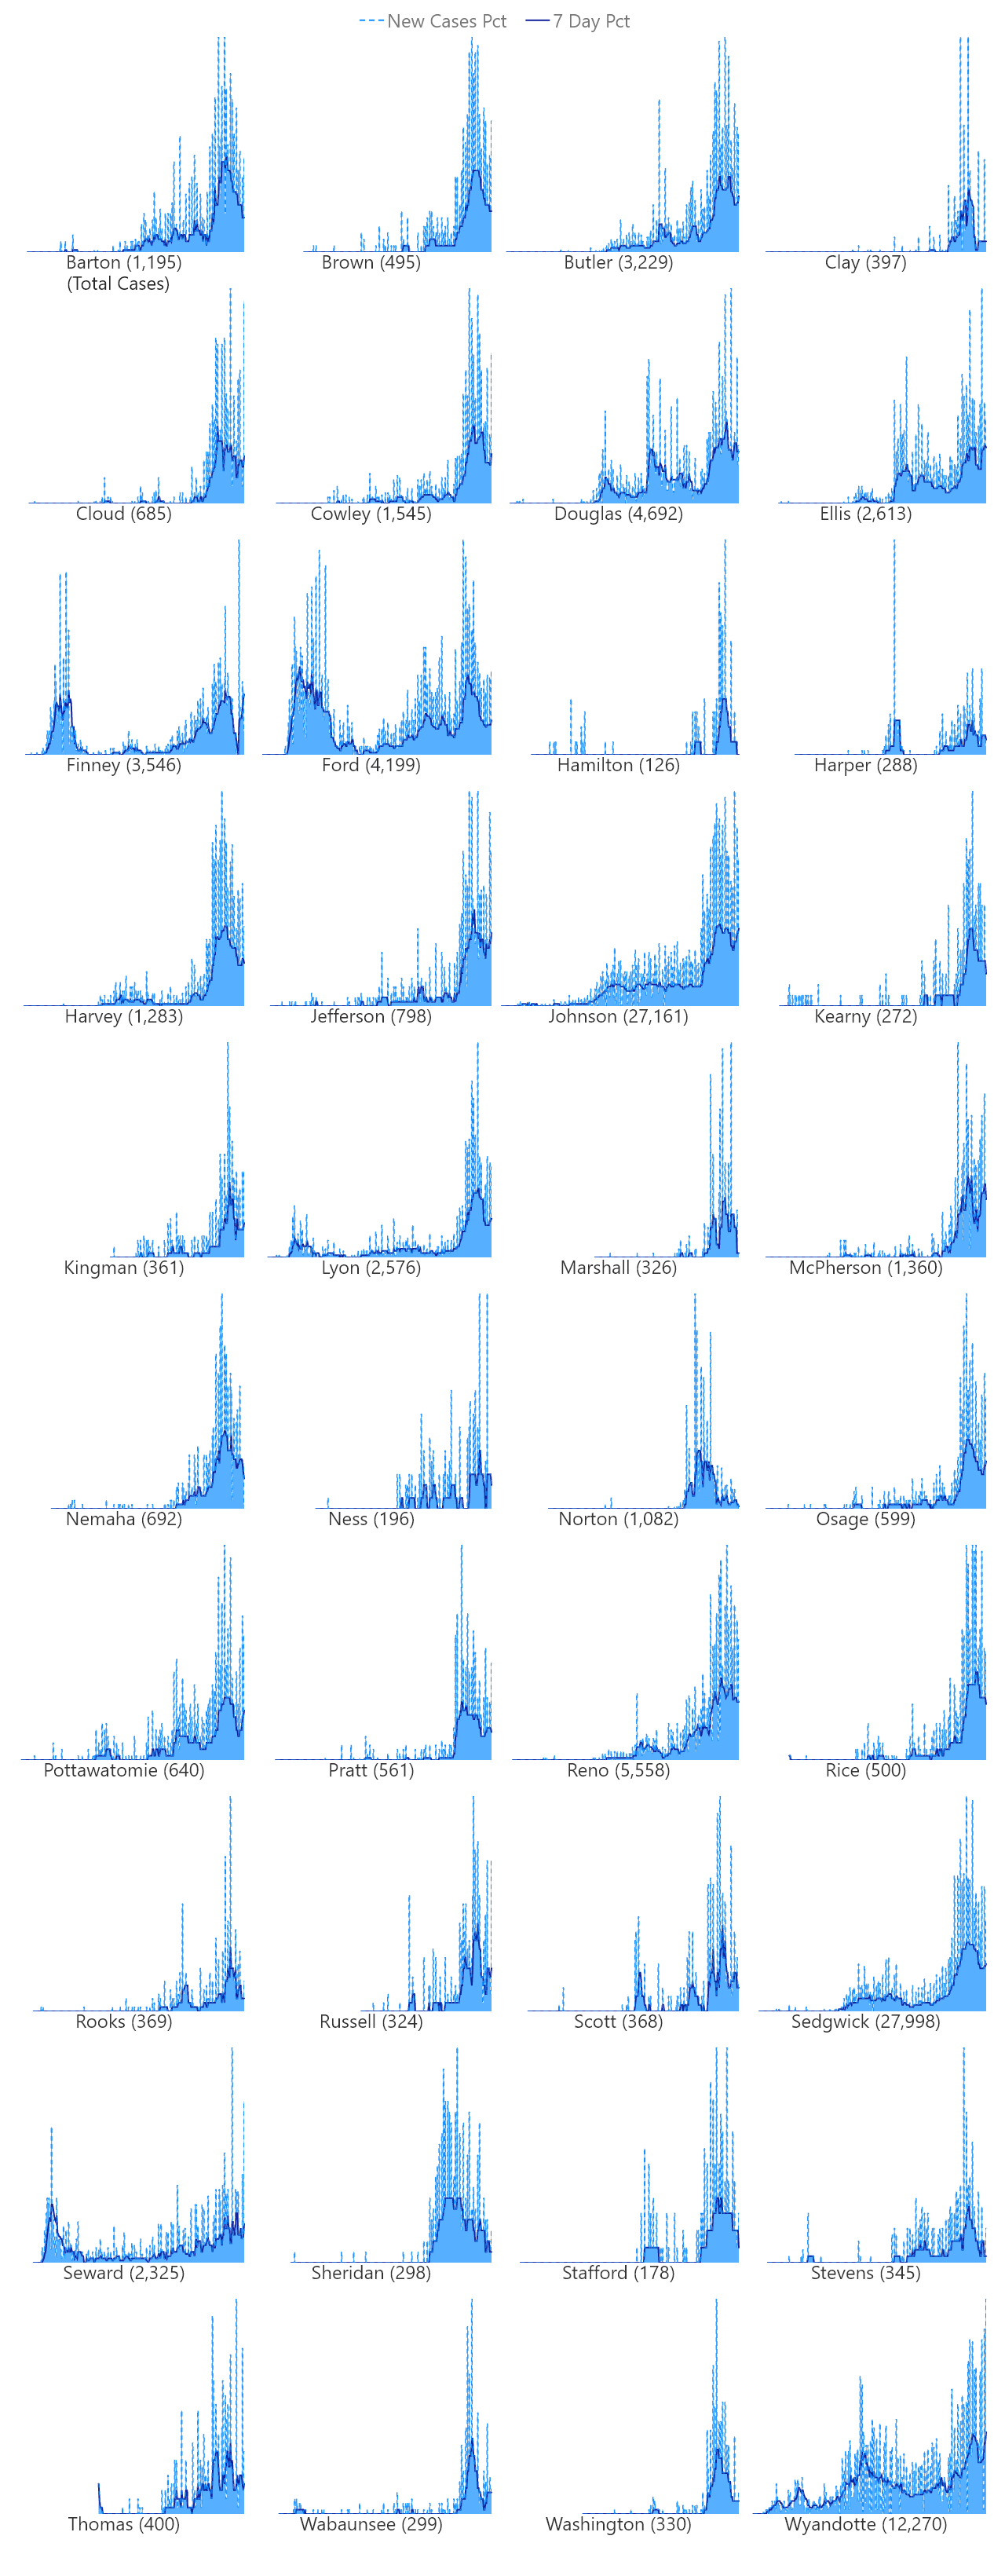 New Cases Pct 7 Day Pct
Barton (1,195) Brown (495) Butler (3,229) Clay (397)
(Total Cases)
Cloud (685) Cowley (1,545) Douglas (4,692) Ellis (2,613)
Finney (3,546) Ford (4,199) Hamilton (126) Harper (288)
Harvey (1,283) Jefferson (798) Johnson (27,161) Kearny (272)
Kingman (361) Lyon (2,576) Marshall (326) McPherson (1,360)
Nemaha (692) Ness (196) Norton (1,082) Osage (599)
Pottawatomie (640) Pratt (561) Reno (5,558) Rice (500)
Rooks (369) Russell (324) Scott (368) Sedgwick (27,998)
Seward (2,325) Sheridan (298) Stafford (178) Stevens (345)
Thomas (400) Wabaunsee (299) Washington (330) Wyandotte (12,270)